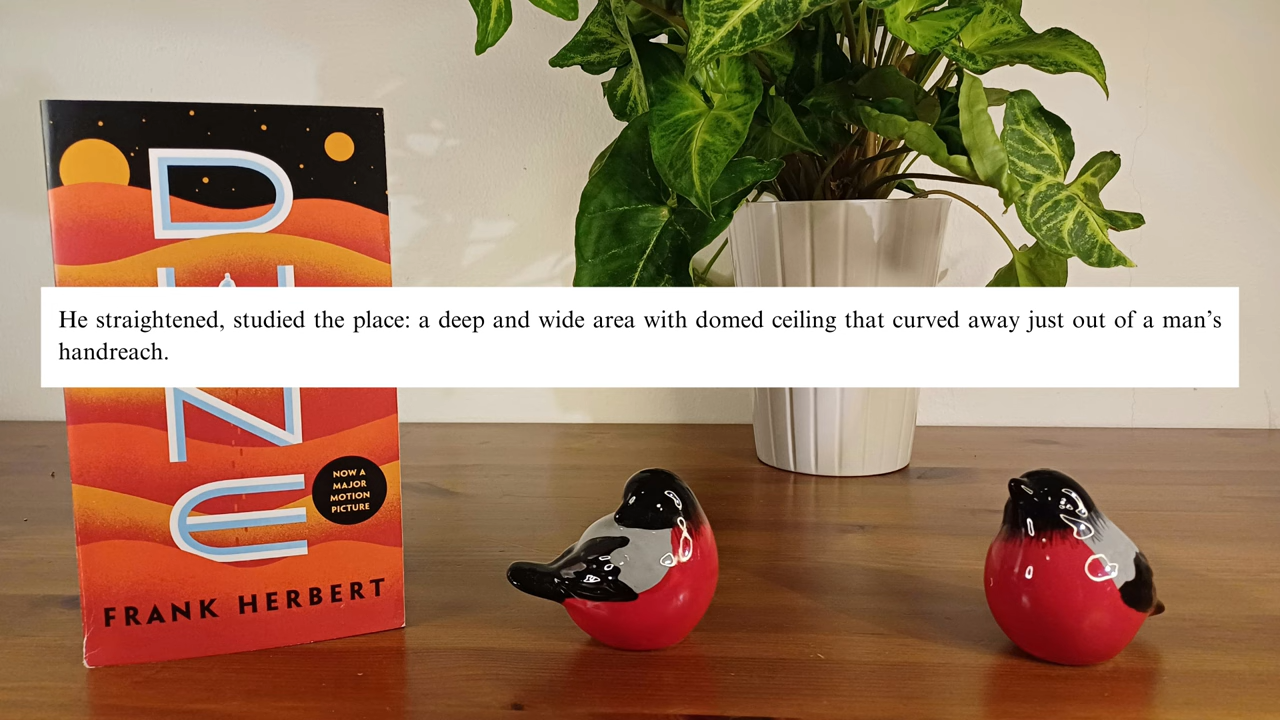 DUNE
He straightened, studied the place: a deep and wide area with domed ceiling that curved away just out of a man’s
handreach.
NOW A
MAJOR
MOTION
PICTURE
FRANK HERBERT